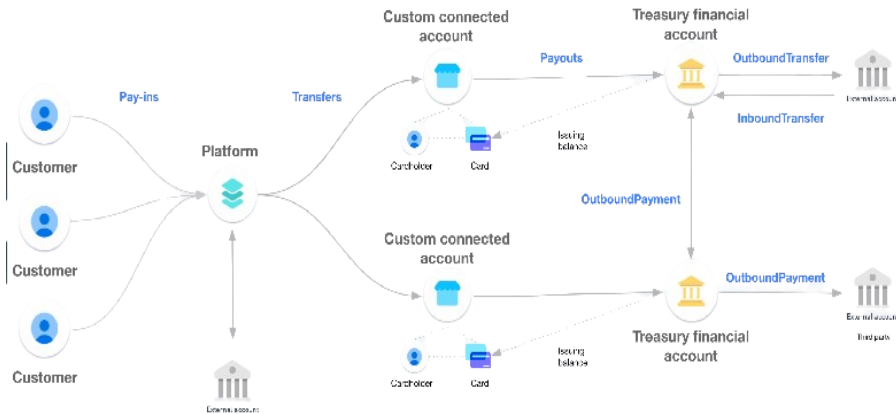 Custom connected
account
Treasury financial
account
Pay-ins
Transfers
Payouts
OutboundTransfer
External account
InboundTransfer
Customer
Platform
Cardholder
Card
Issuing
balance
Customer
OutboundPayment
Custom connected
account
OutboundPayment
External account
Third party
Customer
Cardholder
Card
Issuing
balance
Treasury financial
account
External account